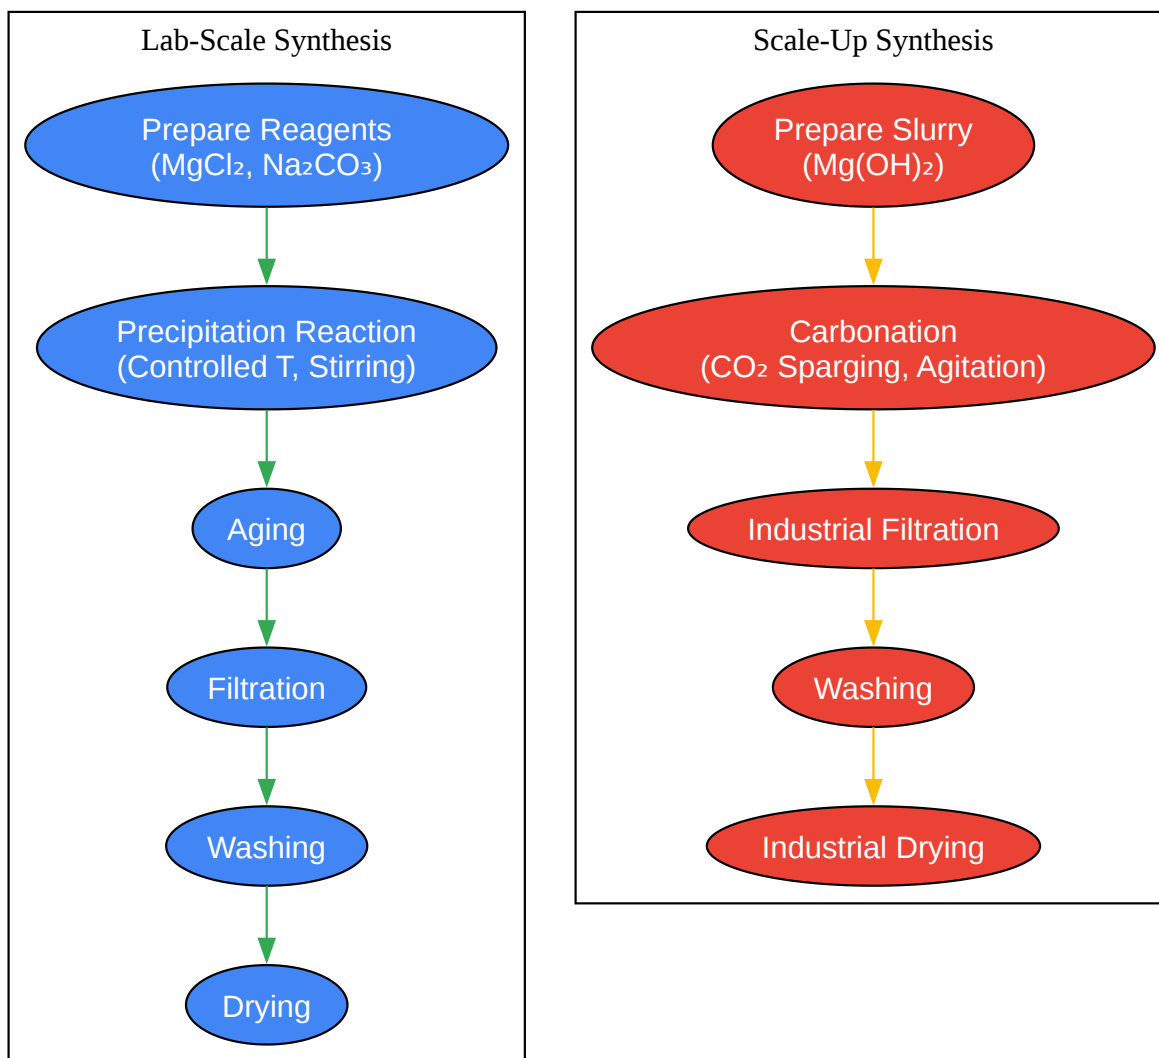 Lab-Scale Synthesis
Prepare Reagents
(MgCl₂, Na₂CO₃)
Precipitation Reaction
(Controlled T, Stirring)
Aging
Filtration
Washing
Drying
Scale-Up Synthesis
Prepare Slurry
(Mg(OH)₂)
Carbonation
(CO₂ Sparging, Agitation)
Industrial Filtration
Washing
Industrial Drying